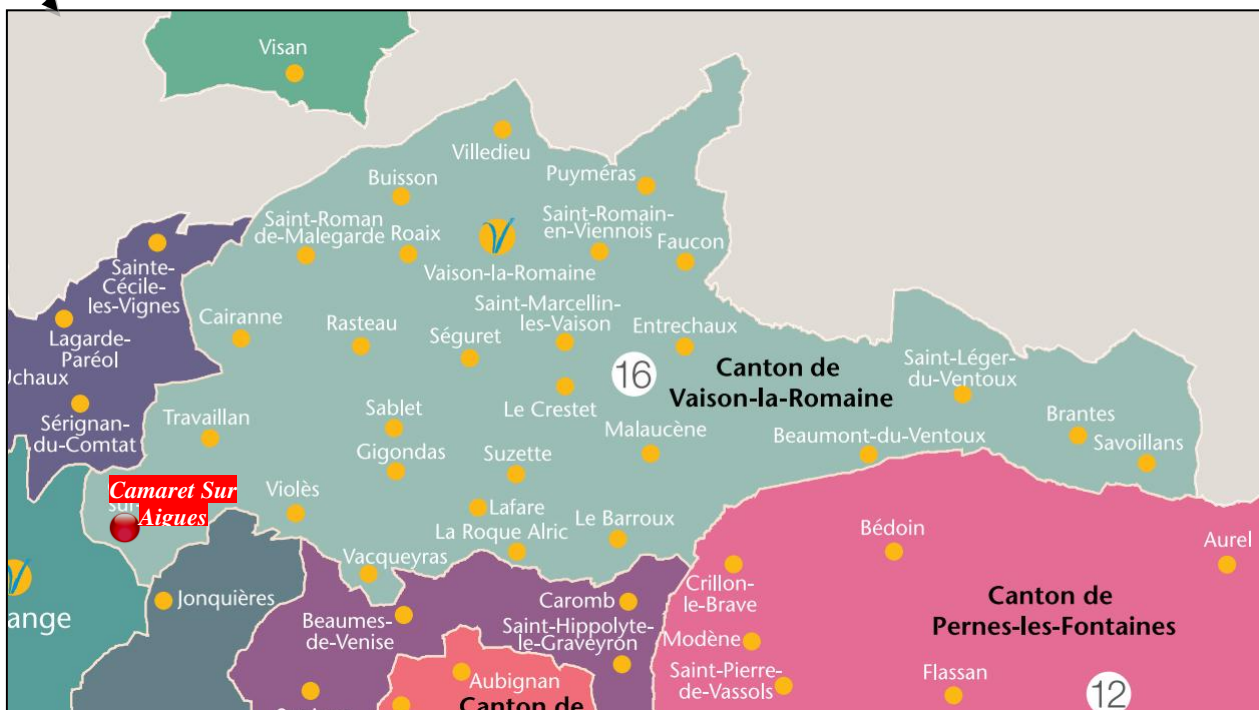 Visan
Villedieu
Buisson
Puyméras
Saint-Roman
de-Malegarde
Roaix
Saint-Romain-
en-Viennois
Faucon
Vaison-la-Romaine
Sainte-
Cécile-
les-Vignes
Lagarde-
Paréol
Uchaux
Sérignan-
du-Comtat
Cairanne
Rasteau
Séguret
Saint-Marcellin-
les-Vaison
Entrechaux
16
Canton de
Vaison-la-Romaine
Saint-Léger-
du-Ventoux
Brantes
Savoillans
Travaillan
Sablet
Le Crestet
Gigondas
Suzette
Malaucène
Beaumont-du-Ventoux
Camaret Sur
Aigues
Violès
Lafare
La Roque Alric
Le Barroux
Vacqueyras
Bédoin
Aurel
ange
Jonquières
Beaumes-
de-Venise
Caromb
Saint-Hippolyte-
le-Graveyron
Crillon-
le-Brave
Modène
Saint-Pierre-
de-Vassols
Canton de
Pernes-les-Fontaines
Flassan
12
Aubignan
Canton de